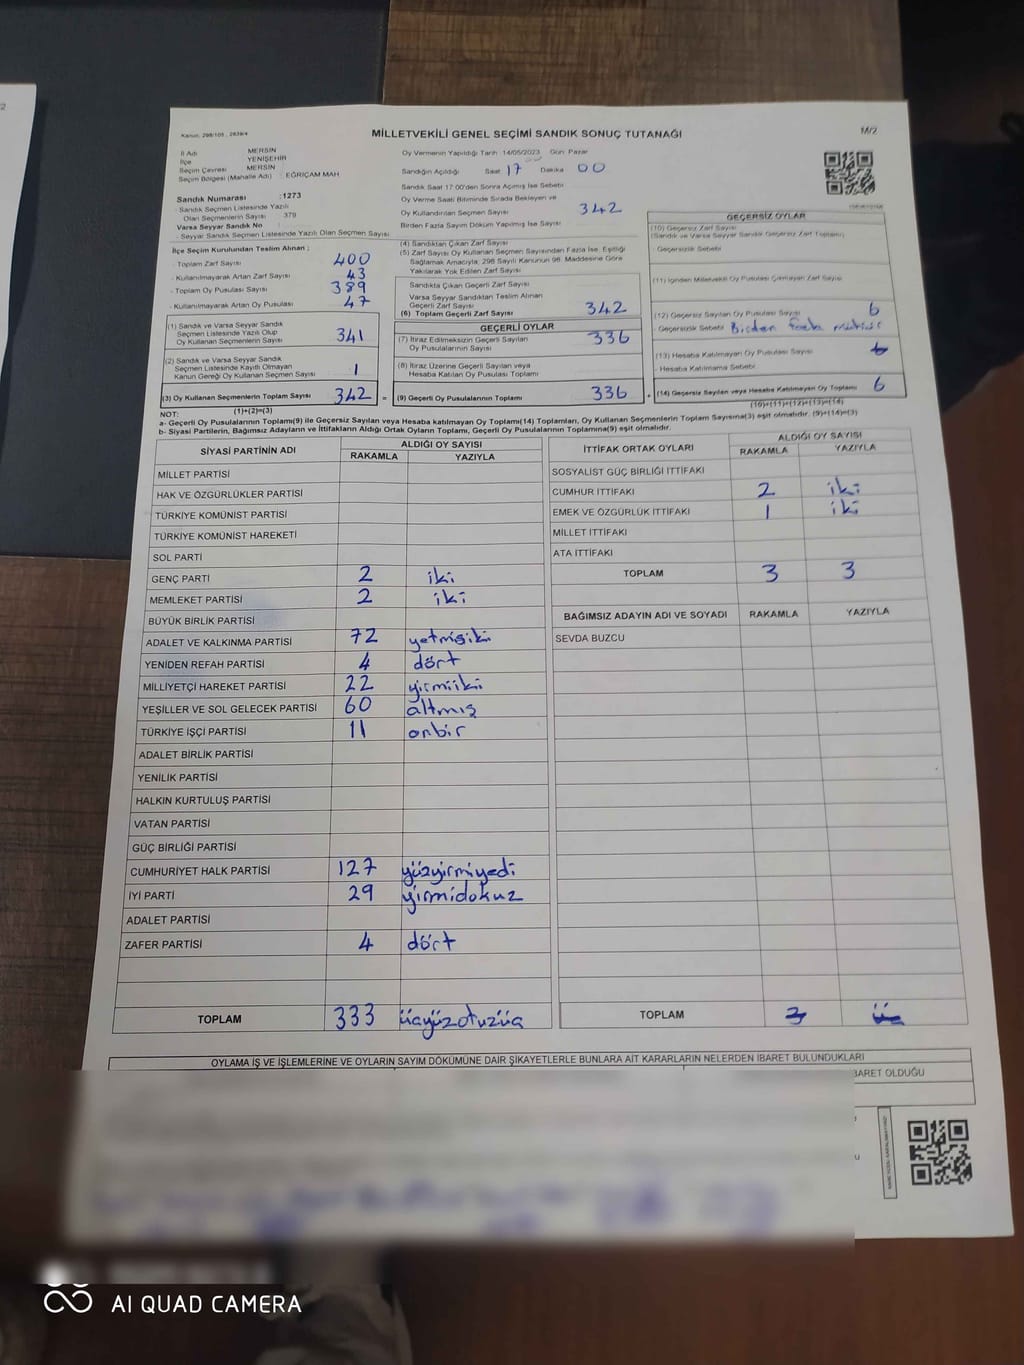 Kanun, 298/105 , 2839/4
MİLLETVEKİLİ GENEL SEÇİMİ SANDIK SONUÇ TUTANAĞI
M/2
İl Adı MERSİN
İlçe YENİŞEHİR
Seçim Çevresi MERSİN
Seçim Bölgesi (Mahalle Adı) : EĞRİÇAM MAH
Sandık Numarası :1273
- Sandık Seçmen Listesinde Yazılı
Olan Seçmenlerin Sayısı : 379
Varsa Seyyar Sandık No
- Seyyar Sandık Seçmen Listesinde Yazılı Olan Seçmen Sayısı
İlçe Seçim Kurulundan Teslim Alınan ;
- Toplam Zarf Sayısı 400
- Kullanılmayarak Artan Zarf Sayısı 43
- Toplam Oy Pusulası Sayısı 389
- Kullanılmayarak Artan Oy Pusulası 47
(1) Sandık ve Varsa Seyyar Sandık
Seçmen Listesinde Yazılı Olup
Oy Kullanan Seçmenlerin Sayısı 341
(2) Sandık ve Varsa Seyyar Sandık
Seçmen Listesinde Kayıtlı Olmayan
Kanun Gereği Oy Kullanan Seçmen Sayısı 1
(3) Oy Kullanan Seçmenlerin Toplam Sayısı 342 =
(1)+(2)=(3)
Oy Vermenin Yapıldığı Tarih :14/05/2023 Gün: Pazar
Sandığın Açıldığı Saat 17 Dakika 00
Sandık Saat 17.00'den Sonra Açılmış İse Sebebi
Oy Verme Saati Bitiminde Sırada Bekleyen ve
Oy Kullandırılan Seçmen Sayısı 342
Birden Fazla Sayım Döküm Yapılmış İse Sayısı
(4) Sandıktan Çıkan Zarf Sayısı
(5) Zarf Sayısı Oy Kullanan Seçmen Sayısından Fazla İse, Eşitliği
Sağlamak Amacıyla, 298 Sayılı Kanunun 98. Maddesine Göre
Yakılarak Yok Edilen Zarf Sayısı
Sandıkta Çıkan Geçerli Zarf Sayısı
Varsa Seyyar Sandıktan Teslim Alınan
Geçerli Zarf Sayısı
(6) Toplam Geçerli Zarf Sayısı 342
GEÇERLİ OYLAR
(7) İtiraz Edilmeksizin Geçerli Sayılan
Oy Pusulalarının Sayısı 336
(8) İtiraz Üzerine Geçerli Sayılan veya
Hesaba Katılan Oy Pusulası Toplamı
(9) Geçerli Oy Pusulalarının Toplamı 336 +
GEÇERSİZ OYLAR
(10) Geçersiz Zarf Sayısı
(Sandık ve Varsa Seyyar Sandık Geçersiz Zarf Toplamı)
Geçersizlik Sebebi
(11) İçinden Milletvekili Oy Pusulası Çıkmayan Zarf Sayısı
(12) Geçersiz Sayılan Oy Pusulası Sayısı 6
- Geçersizlik Sebebi Birden fazla mühür
(13) Hesaba Katılmayan Oy Pusulası Sayısı
- Hesaba Katılmama Sebebi
(14) Geçersiz Sayılan veya Hesaba Katılmayan Oy Toplamı 6
(10)+(11)+(12)+(13)=(14)
NOT:
a- Geçerli Oy Pusulalarının Toplamı(9) ile Geçersiz Sayılan veya Hesaba katılmayan Oy Toplamı(14) Toplamları, Oy Kullanan Seçmenlerin Toplam Sayısına(3) eşit olmalıdır. (9)+(14)=(3)
b- Siyasi Partilerin, Bağımsız Adayların ve İttifakların Aldığı Ortak Oyların Toplamı, Geçerli Oy Pusulalarının Toplamına(9) eşit olmalıdır.
SİYASİ PARTİNİN ADI ALDIĞI OY SAYISI
RAKAMLA YAZIYLA
MİLLET PARTİSİ
HAK VE ÖZGÜRLÜKLER PARTİSİ
TÜRKİYE KOMÜNİST PARTİSİ
TÜRKİYE KOMÜNİST HAREKETİ
SOL PARTİ
GENÇ PARTİ 2 iki
MEMLEKET PARTİSİ 2 iki
BÜYÜK BİRLİK PARTİSİ
ADALET VE KALKINMA PARTİSİ 72 yetmişiki
YENİDEN REFAH PARTİSİ 4 dört
MİLLİYETÇİ HAREKET PARTİSİ 22 yirmiiki
YEŞİLLER VE SOL GELECEK PARTİSİ 60 altmış
TÜRKİYE İŞÇİ PARTİSİ 11 onbir
ADALET BİRLİK PARTİSİ
YENİLİK PARTİSİ
HALKIN KURTULUŞ PARTİSİ
VATAN PARTİSİ
GÜÇ BİRLİĞİ PARTİSİ
CUMHURİYET HALK PARTİSİ 127 yüzyirmiyedi
İYİ PARTİ 29 yirmidokuz
ADALET PARTİSİ
ZAFER PARTİSİ 4 dört
TOPLAM 333 üçyüzotuzüç
İTTİFAK ORTAK OYLARI ALDIĞI OY SAYISI
RAKAMLA YAZIYLA
SOSYALİST GÜÇ BİRLİĞİ İTTİFAKI
CUMHUR İTTİFAKI 2 iki
EMEK VE ÖZGÜRLÜK İTTİFAKI 1 iki
MİLLET İTTİFAKI
ATA İTTİFAKI
TOPLAM 3 3
BAĞIMSIZ ADAYIN ADI VE SOYADI RAKAMLA YAZIYLA
SEVDA BUZCU
TOPLAM 3 üç
OYLAMA İŞ VE İŞLEMLERİNE VE OYLARIN SAYIM DÖKÜMÜNE DAİR ŞİKAYETLERLE BUNLARA AİT KARARLARIN NELERDEN İBARET BULUNDUKLARI
BARET OLDUĞU
AI QUAD CAMERA